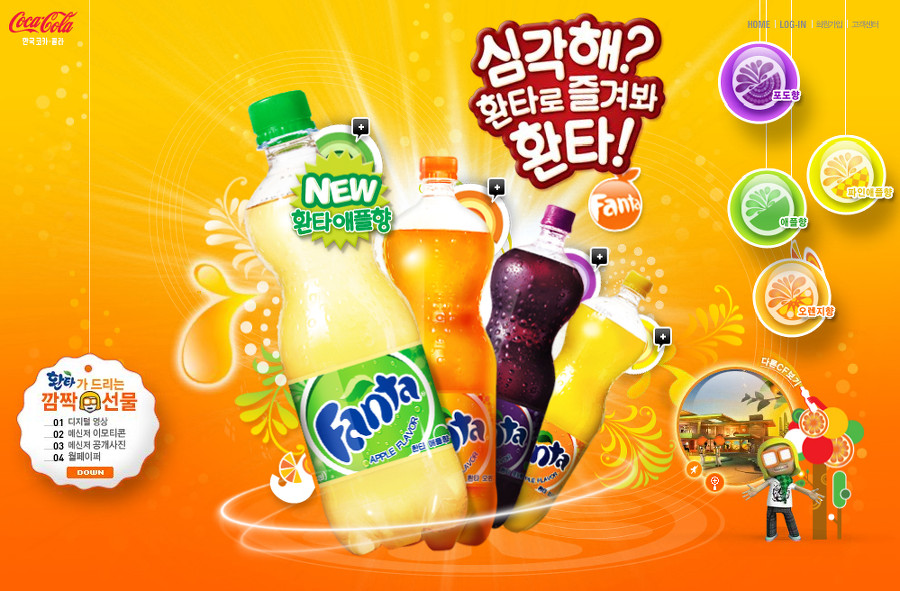 Coca-Cola
한국 코카·콜라
HOME
LOG-IN
회원가입
고객센터
심각해?
환타로 즐겨봐
환타!
Fanta
포도향
파인애플향
애플향
오렌지향
NEW
환타 애플향
Fanta
APPLE FLAVOR
환타 애플향
환타가 드리는
깜짝 선물
01 디지털 영상
02 메신저 이모티콘
03 메신저 공개사진
04 월페이퍼
DOWN
다른CF보기